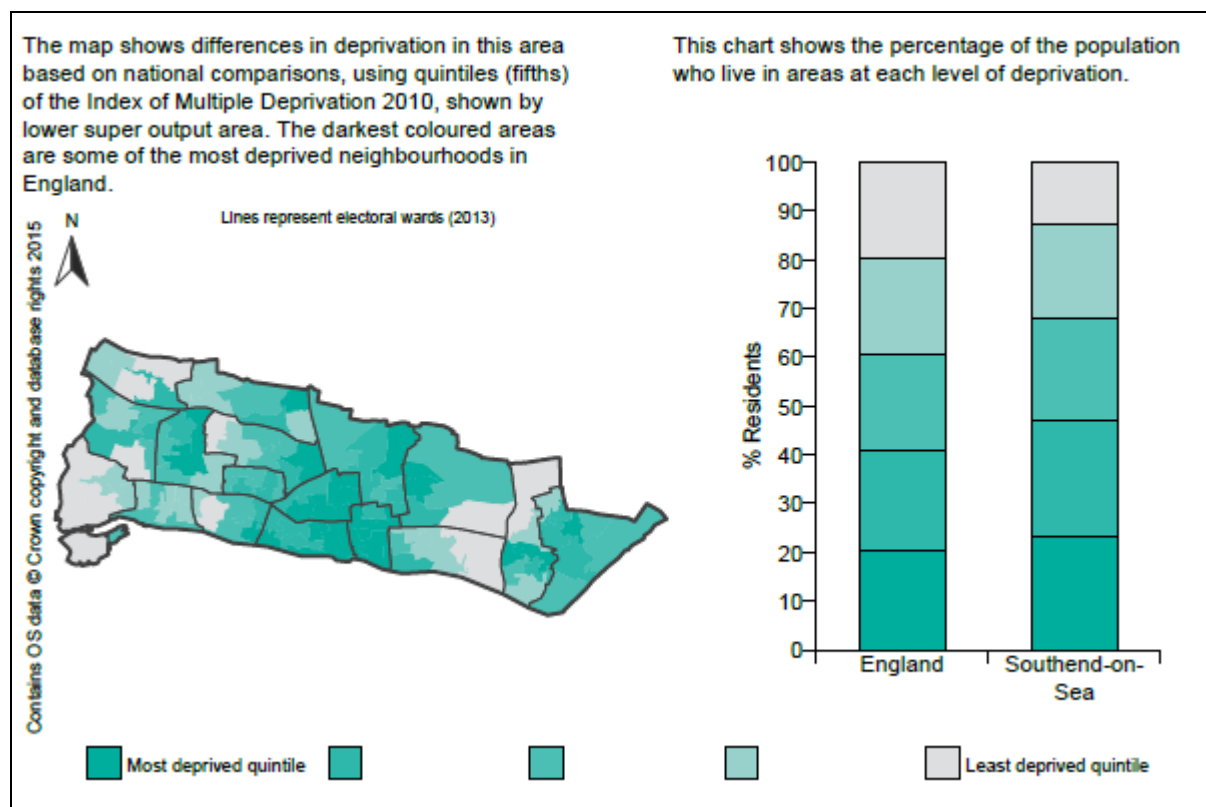 The map shows differences in deprivation in this area
based on national comparisons, using quintiles (fifths)
of the Index of Multiple Deprivation 2010, shown by
lower super output area. The darkest coloured areas
are some of the most deprived neighbourhoods in
England.
Lines represent electoral wards (2013)
N
Contains OS data © Crown copyright and database rights 2015
This chart shows the percentage of the population
who live in areas at each level of deprivation.
% Residents
100
90
80
70
60
50
40
30
20
10
0
England
Southend-on-
Sea
Most deprived quintile
Least deprived quintile